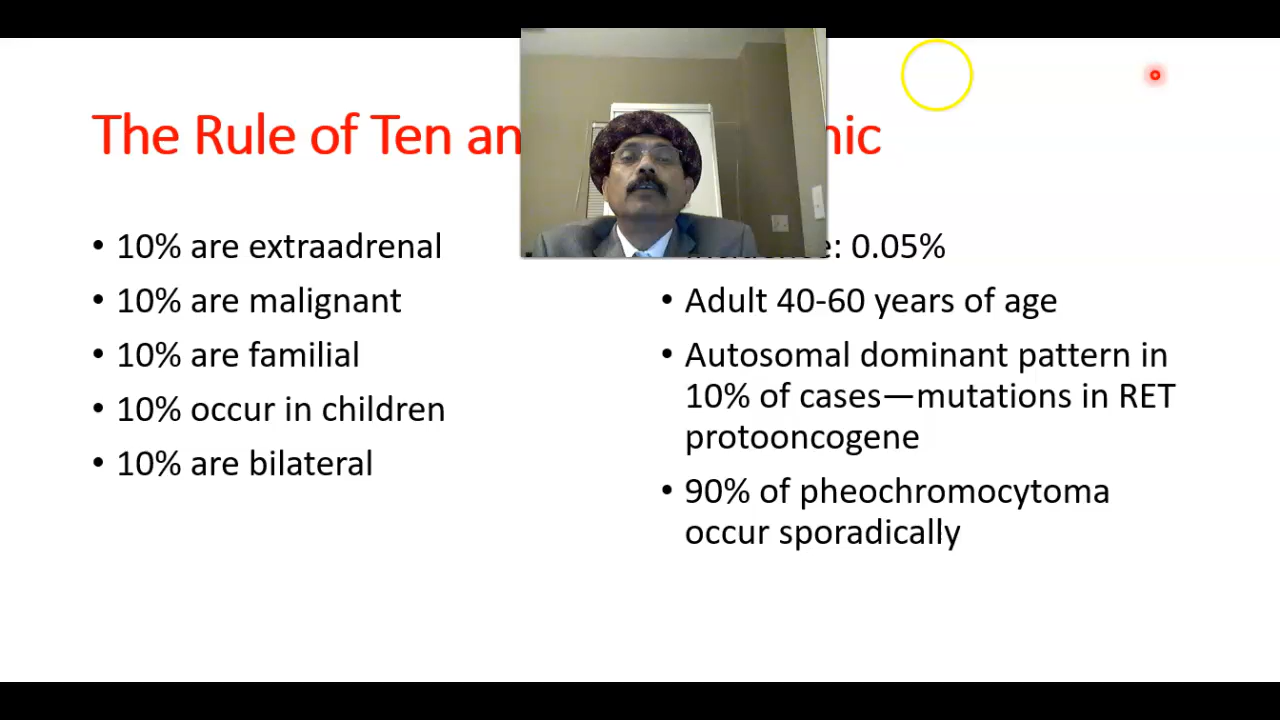 The Rule of Ten
• 10% are extraadrenal
• 10% are malignant
• 10% are familial
• 10% occur in children
• 10% are bilateral
0.05%
• Adult 40-60 years of age
• Autosomal dominant pattern in
10% of cases—mutations in RET
protooncogene
• 90% of pheochromocytoma
occur sporadically